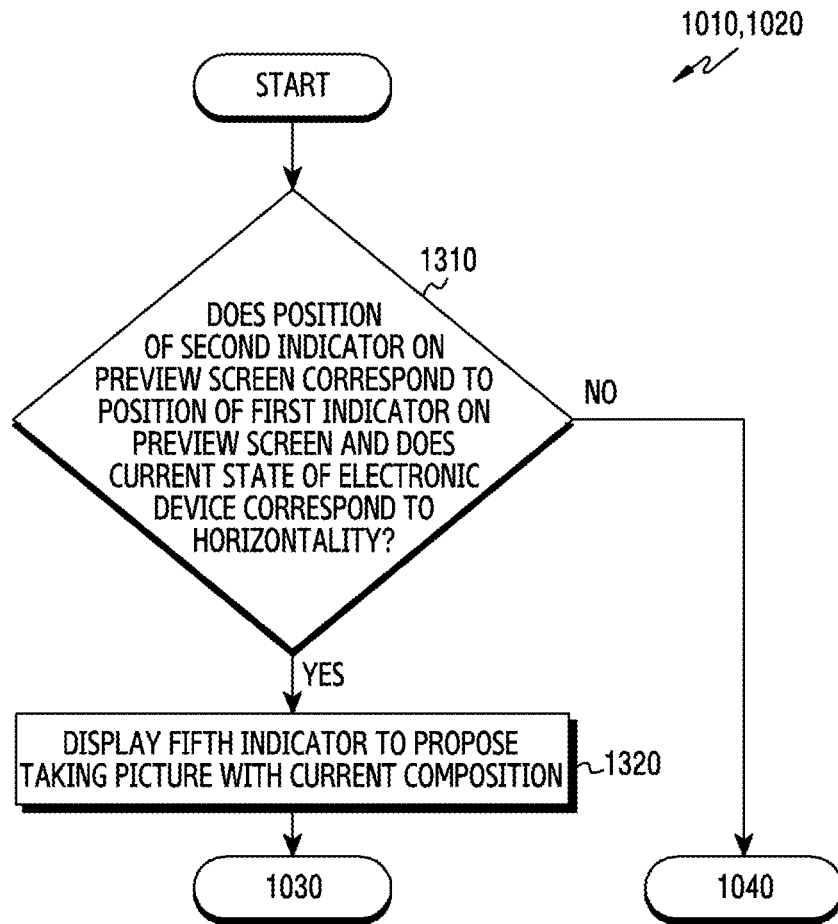 1010,1020
START
1310
DOES POSITION
OF SECOND INDICATOR ON
PREVIEW SCREEN CORRESPOND TO
POSITION OF FIRST INDICATOR ON
PREVIEW SCREEN AND DOES
CURRENT STATE OF ELECTRONIC
DEVICE CORRESPOND TO
HORIZONTALITY?
NO
YES
DISPLAY FIFTH INDICATOR TO PROPOSE
TAKING PICTURE WITH CURRENT COMPOSITION
1320
1030
1040